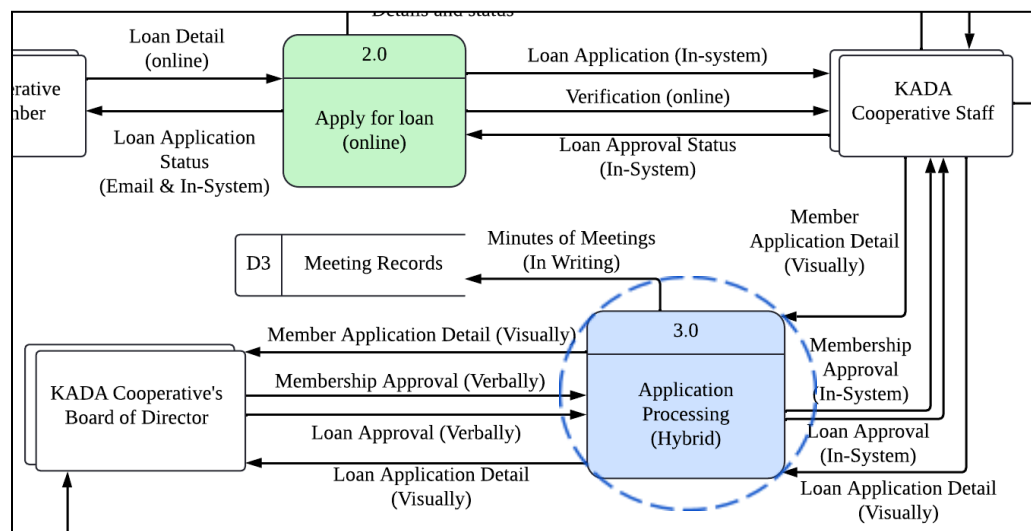 Details and status
Loan Detail
(online)
2.0
Loan Application (In-system)
KADA
Cooperative Staff
erative
nber
Verification (online)
Apply for loan
(online)
Loan Application
Status
(Email & In-System)
Loan Approval Status
(In-System)
Member
Application Detail
(Visually)
Minutes of Meetings
(In Writing)
D3
Meeting Records
3.0
Member Application Detail (Visually)
Membership
Approval
(In-System)
KADA Cooperative's
Board of Director
Membership Approval (Verbally)
Application
Processing
(Hybrid)
Loan Approval (Verbally)
Loan Approval
(In-System)
Loan Application Detail
(Visually)
Loan Application Detail
(Visually)